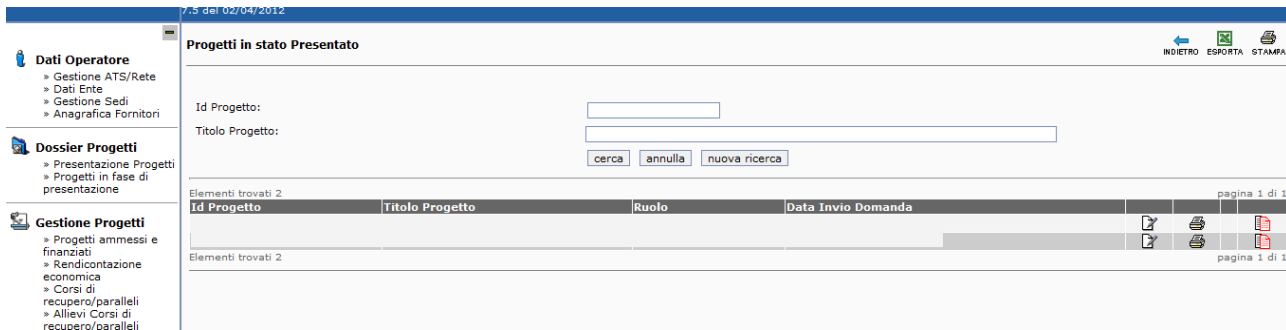 7.5 del 02/04/2012
Dati Operatore
» Gestione ATS/Rete
» Dati Ente
» Gestione Sedi
» Anagrafica Fornitori
Dossier Progetti
» Presentazione Progetti
» Progetti in fase di
presentazione
Gestione Progetti
» Progetti ammessi e
finanziati
» Rendicontazione
economica
» Corsi di
recupero/paralleli
» Allievi Corsi di
recupero/paralleli
Progetti in stato Presentato
INDIETRO ESPORTA STAMPA
Id Progetto:
Titolo Progetto:
cerca annulla nuova ricerca
Elementi trovati 2 pagina 1 di 1
Id Progetto Titolo Progetto Ruolo Data Invio Domanda
Elementi trovati 2 pagina 1 di 1